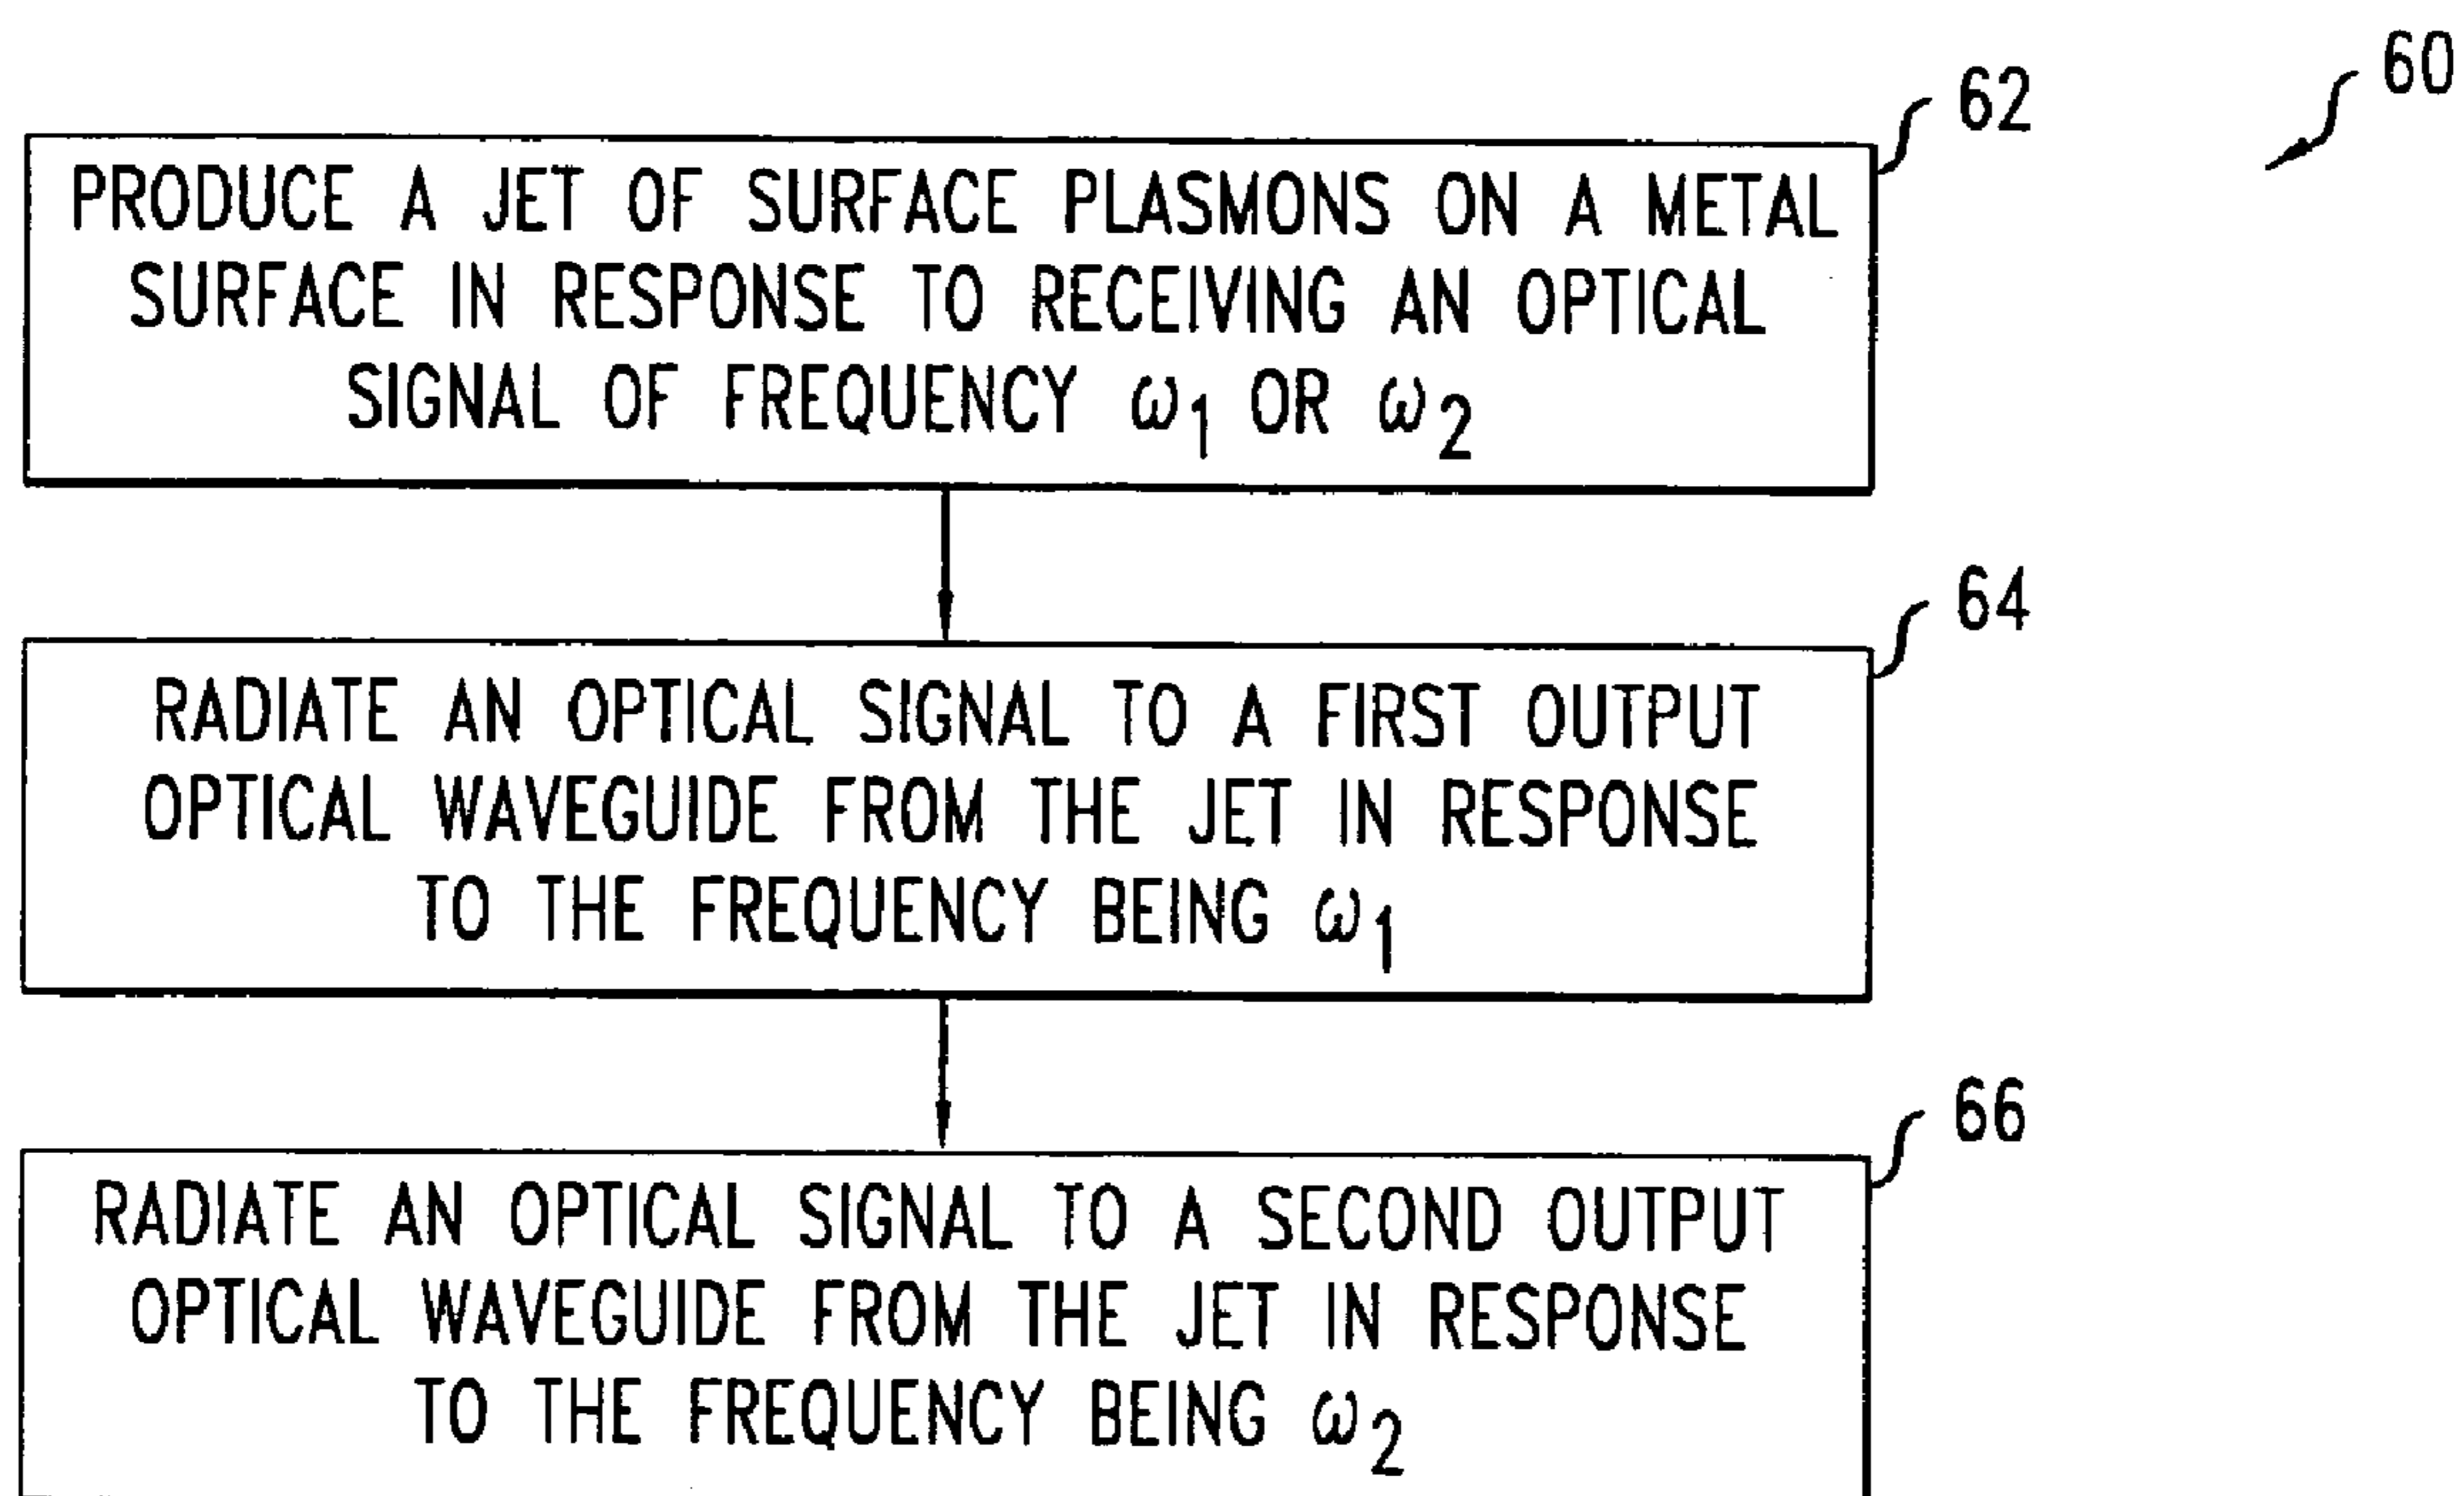 60
62
PRODUCE A JET OF SURFACE PLASMONS ON A METAL
SURFACE IN RESPONSE TO RECEIVING AN OPTICAL
SIGNAL OF FREQUENCY ω1 OR ω2
64
RADIATE AN OPTICAL SIGNAL TO A FIRST OUTPUT
OPTICAL WAVEGUIDE FROM THE JET IN RESPONSE
TO THE FREQUENCY BEING ω1
66
RADIATE AN OPTICAL SIGNAL TO A SECOND OUTPUT
OPTICAL WAVEGUIDE FROM THE JET IN RESPONSE
TO THE FREQUENCY BEING ω2